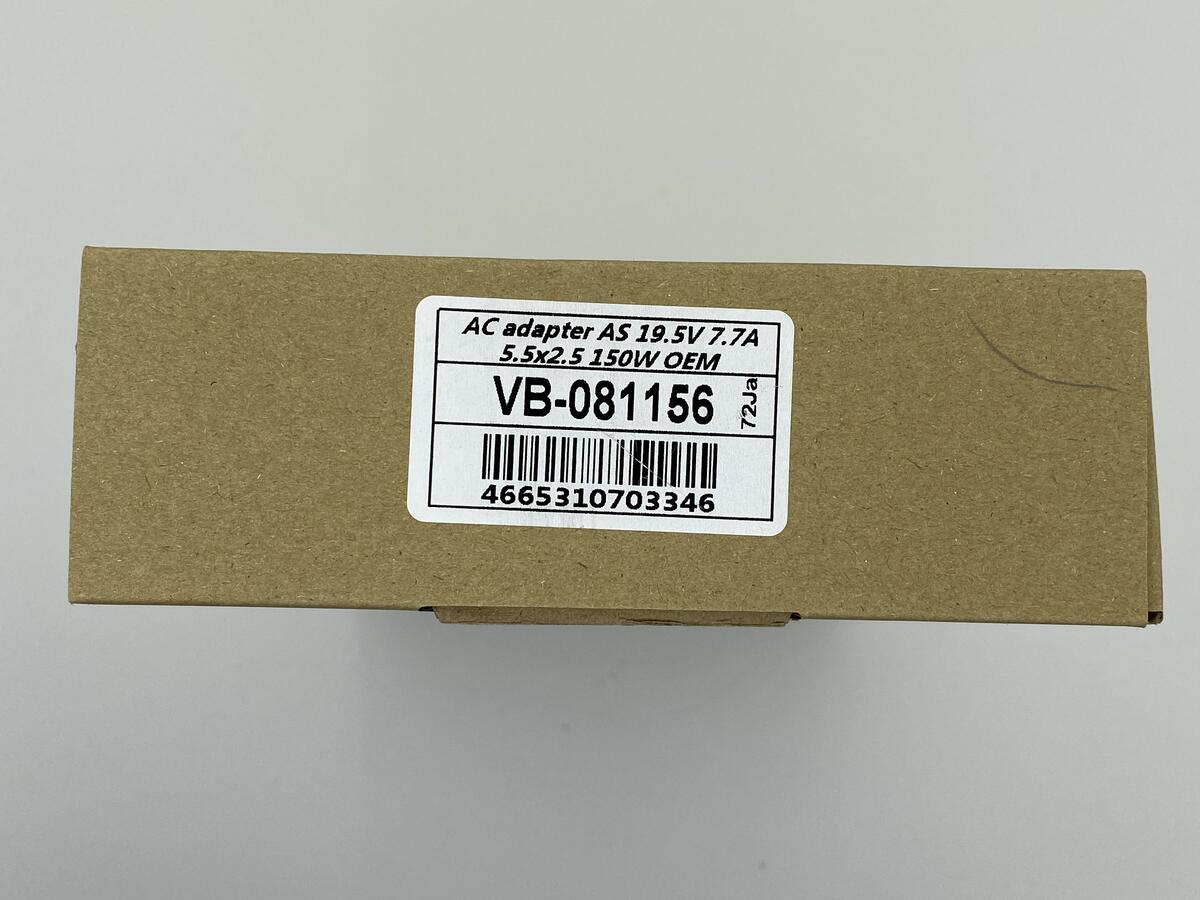 AC adapter AS 19.5V 7.7A
5.5x2.5 150W OEM
VB-081156
72Ja
4665310703346